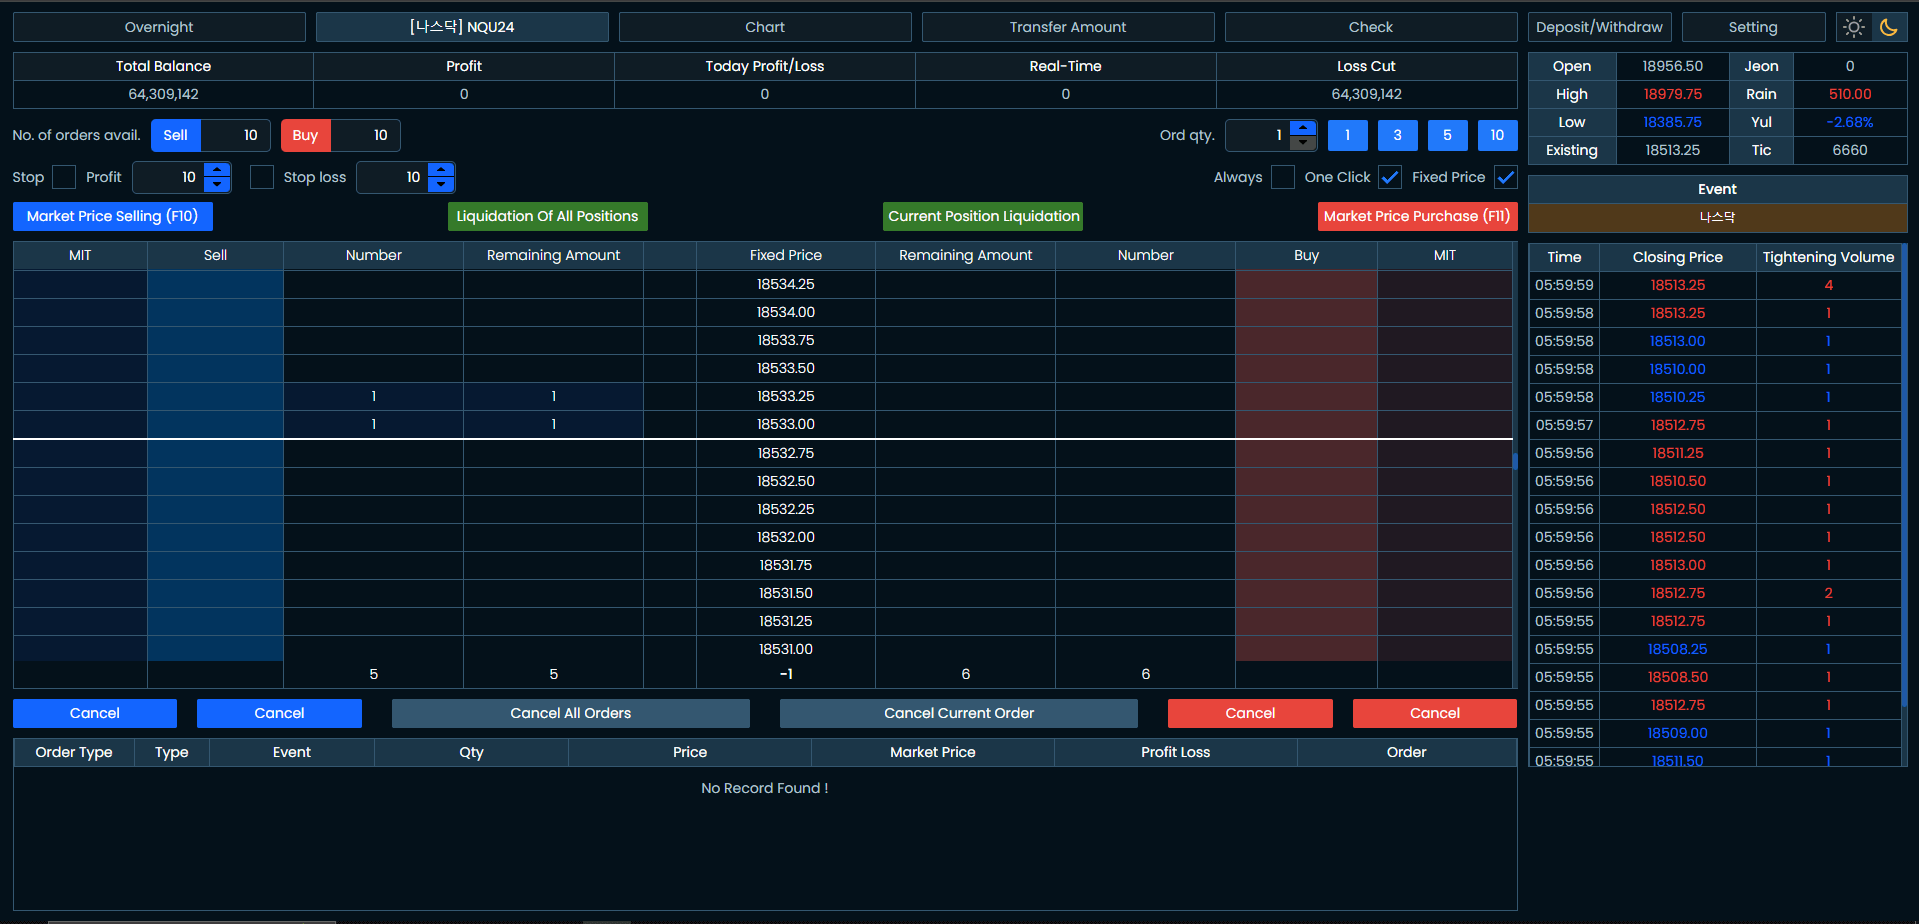 Overnight [나스닥] NQU24 Chart Transfer Amount Check Deposit/Withdraw Setting
Total Balance Profit Today Profit/Loss Real-Time Loss Cut
64,309,142 0 0 0 64,309,142
No. of orders avail. Sell 10 Buy 10 Ord qty. 1 1 3 5 10
Stop Profit 10 Stop loss 10 Always One Click Fixed Price
Market Price Selling (F10) Liquidation Of All Positions Current Position Liquidation Market Price Purchase (F11)
MIT Sell Number Remaining Amount Fixed Price Remaining Amount Number Buy MIT
18534.25
18534.00
18533.75
18533.50
1 1 18533.25
1 1 18533.00
18532.75
18532.50
18532.25
18532.00
18531.75
18531.50
18531.25
18531.00
5 5 -1 6 6
Cancel Cancel Cancel All Orders Cancel Current Order Cancel Cancel
Order Type Type Event Qty Price Market Price Profit Loss Order
No Record Found !
Open 18956.50 Jeon 0
High 18979.75 Rain 510.00
Low 18385.75 Yul -2.68%
Existing 18513.25 Tic 6660
Event
나스닥
Time Closing Price Tightening Volume
05:59:59 18513.25 4
05:59:58 18513.25 1
05:59:58 18513.00 1
05:59:58 18510.00 1
05:59:58 18510.25 1
05:59:57 18512.75 1
05:59:56 18511.25 1
05:59:56 18510.50 1
05:59:56 18512.50 1
05:59:56 18512.50 1
05:59:56 18513.00 1
05:59:56 18512.75 2
05:59:55 18512.75 1
05:59:55 18508.25 1
05:59:55 18508.50 1
05:59:55 18512.75 1
05:59:55 18509.00 1
05:59:55 18511.50 1